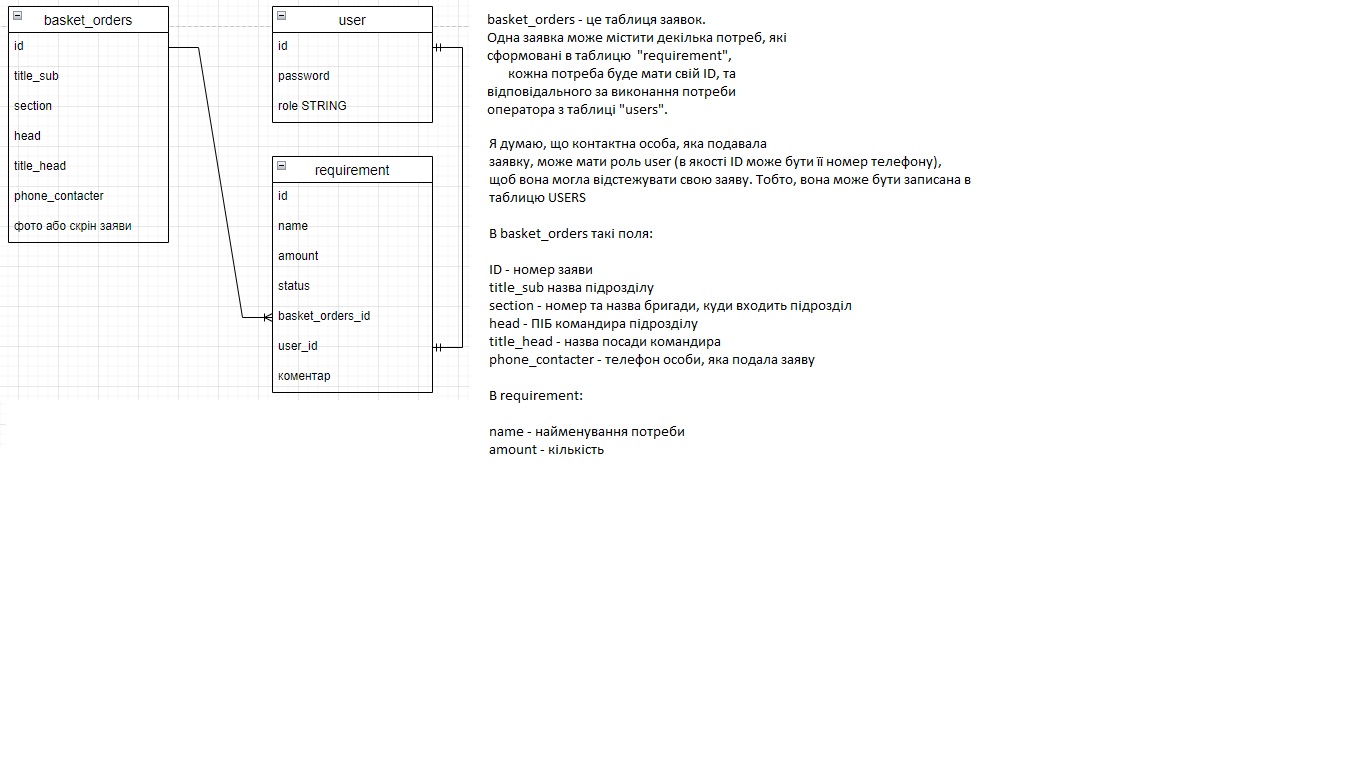 basket_orders
id
title_sub
section
head
title_head
phone_contacter
фото або скрін заяви
user
id
password
role STRING
requirement
id
name
amount
status
basket_orders_id
user_id
коментар
basket_orders - це таблиця заявок.
Одна заявка може містити декілька потреб, які
сформовані в таблицю "requirement",
кожна потреба буде мати свій ID, та
відповідального за виконання потреби
оператора з таблиці "users".
Я думаю, що контактна особа, яка подавала
заявку, може мати роль user (в якості ID може бути її номер телефону),
щоб вона могла відстежувати свою заяву. Тобто, вона може бути записана в
таблицю USERS
В basket_orders такі поля:
ID - номер заяви
title_sub назва підрозділу
section - номер та назва бригади, куди входить підрозділ
head - ПІБ командира підрозділу
title_head - назва посади командира
phone_contacter - телефон особи, яка подала заяву
В requirement:
name - найменування потреби
amount - кількість